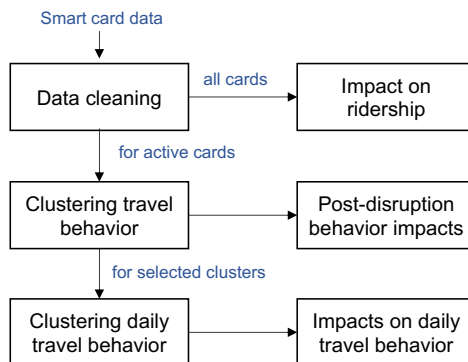 Smart card data
Data cleaning
all cards
Impact on
ridership
for active cards
Clustering travel
behavior
Post-disruption
behavior impacts
for selected clusters
Clustering daily
travel behavior
Impacts on daily
travel behavior